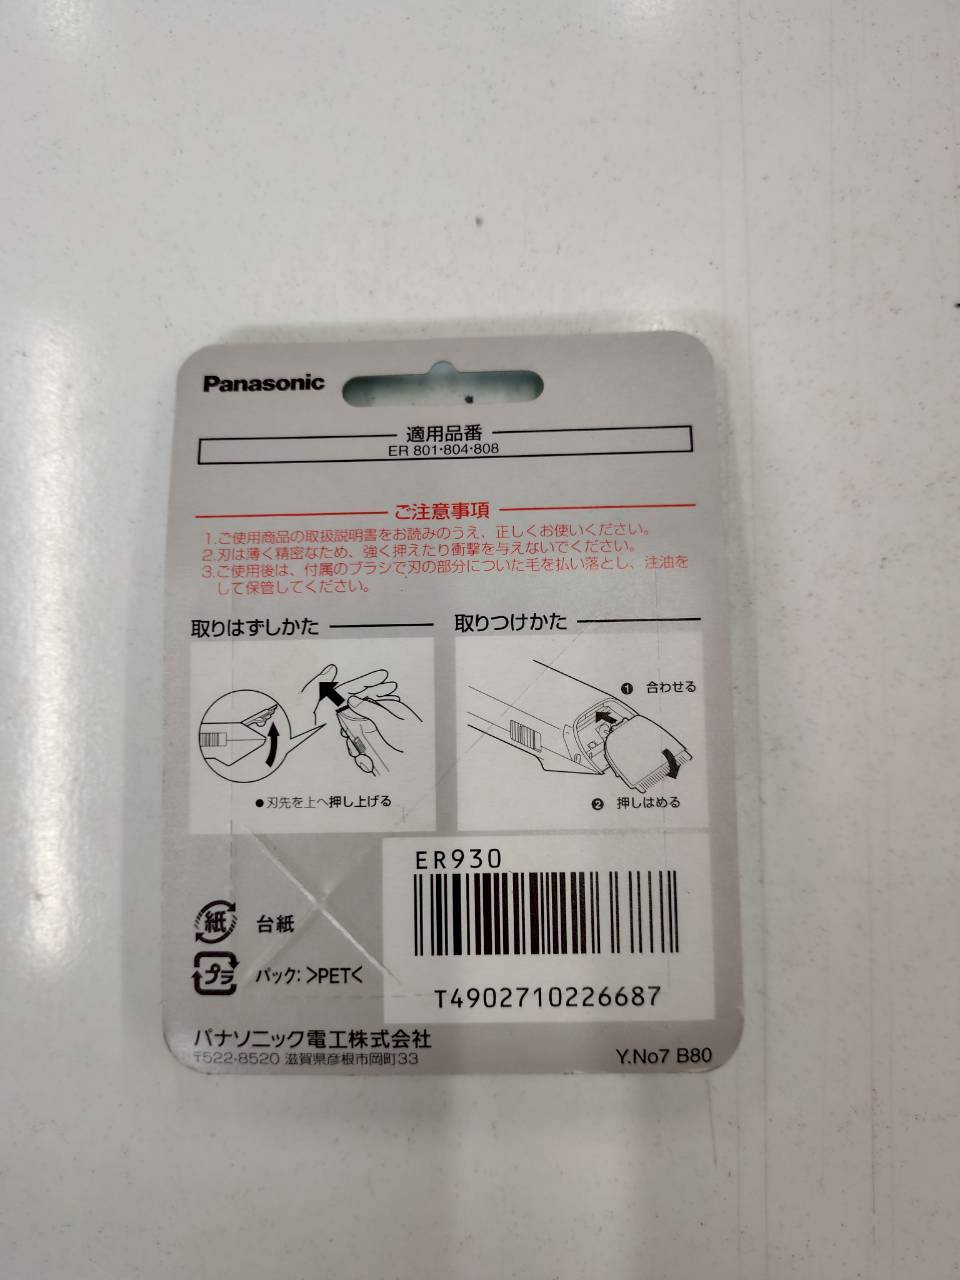 Panasonic
適用品番
ER 801・804・808
ご注意事項
1.ご使用商品の取扱説明書をお読みのうえ、正しくお使いください。
2.刃は薄く精密なため、強く押えたり衝撃を与えないでください。
3.ご使用後は、付属のブラシで刃の部分についた毛を払い落とし、注油を
して保管してください。
取りはずしかた
取りつけかた
❶ 合わせる
●刃先を上へ押し上げる
❷ 押しはめる
ER930
紙 台紙
プラ パック:>PET<
T4902710226687
パナソニック電工株式会社
〒522-8520 滋賀県彦根市岡町33
Y.No7 B80